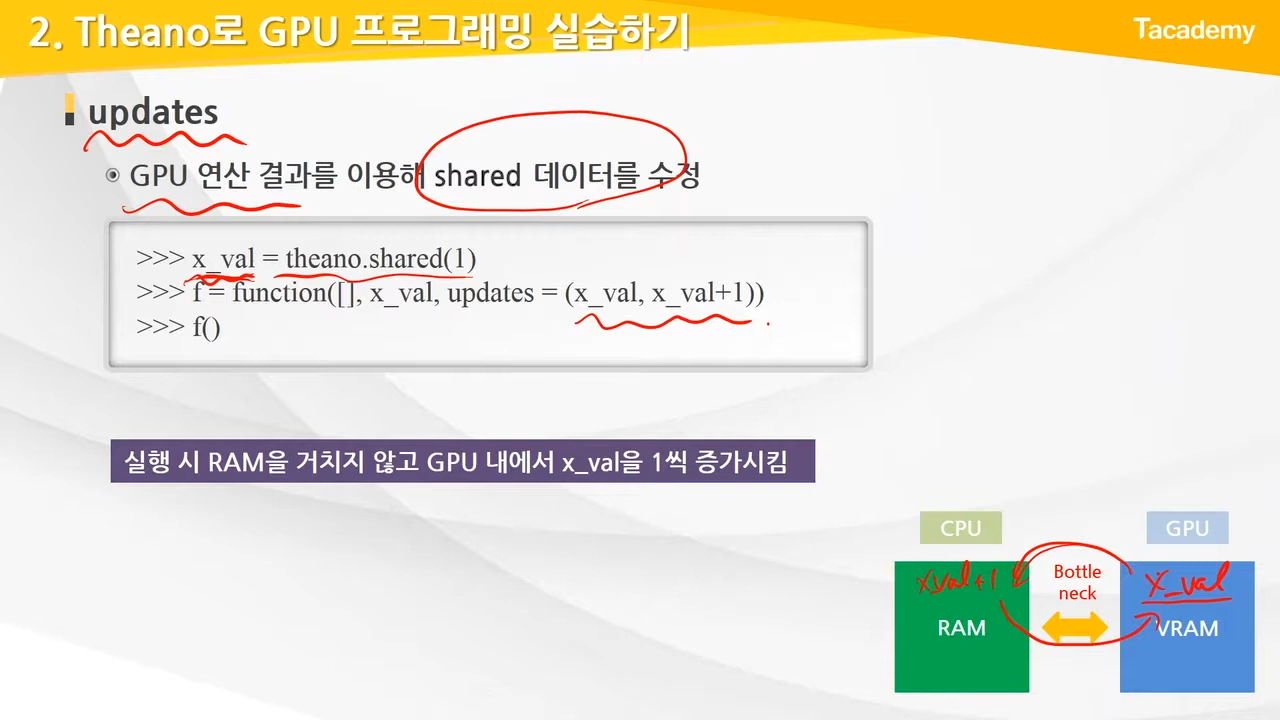 2. Theano로 GPU 프로그래밍 실습하기
Tacademy
updates
GPU 연산 결과를 이용해 shared 데이터를 수정
>>> x_val = theano.shared(1)
>>> f = function([], x_val, updates = (x_val, x_val+1))
>>> f()
실행 시 RAM을 거치지 않고 GPU 내에서 x_val을 1씩 증가시킴
CPU
GPU
xval+1
Bottle
neck
x_val
RAM
VRAM